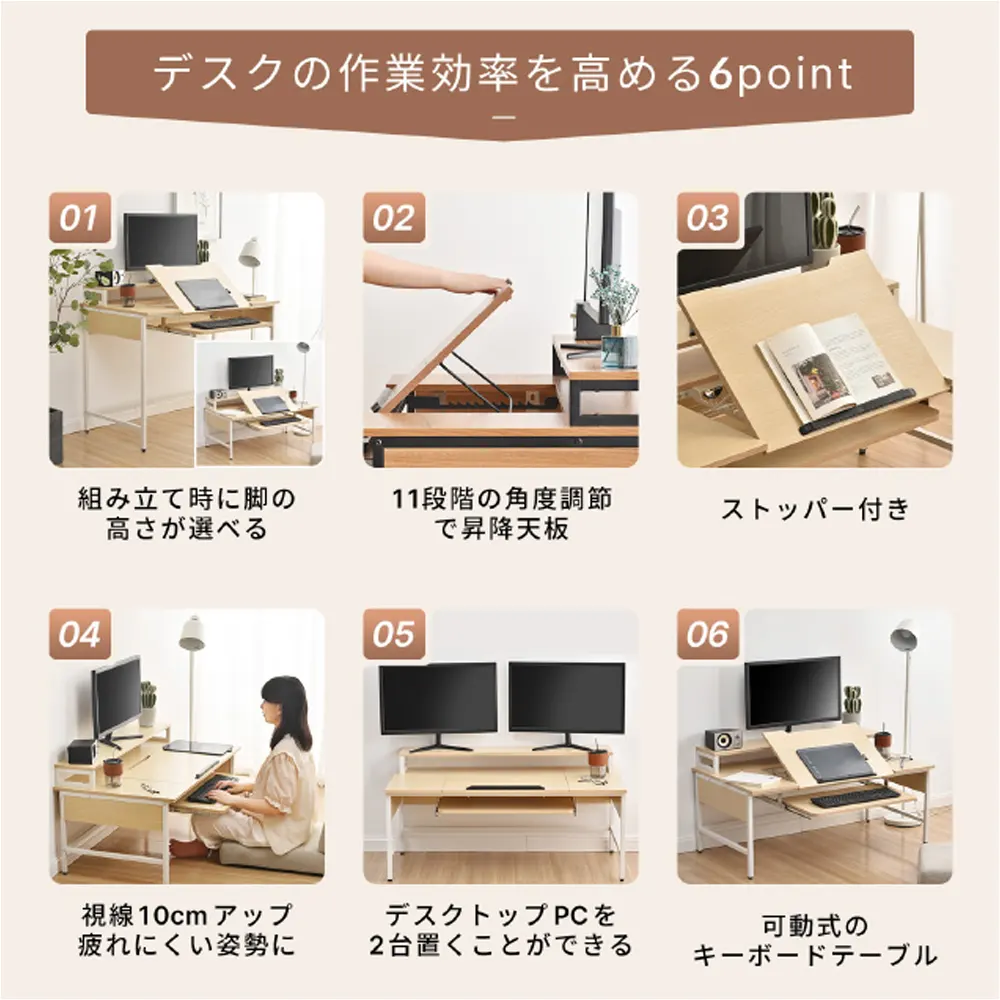 デスクの作業効率を高める6point
01
02
03
組み立て時に脚の
高さが選べる
11段階の角度調節
で昇降天板
ストッパー付き
04
05
06
視線10cmアップ
疲れにくい姿勢に
デスクトップPCを
2台置くことができる
可動式の
キーボードテーブル